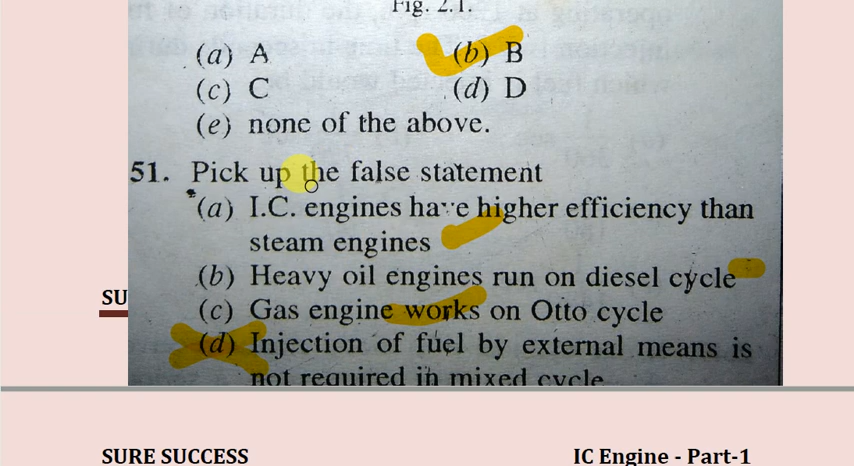 Fig. 2.1.
(a) A (b) B
(c) C (d) D
(e) none of the above.
51. Pick up the false statement
(a) I.C. engines have higher efficiency than
steam engines
(b) Heavy oil engines run on diesel cycle
(c) Gas engine works on Otto cycle
(d) Injection of fuel by external means is
not required in mixed cycle
SU
SURE SUCCESS IC Engine - Part-1